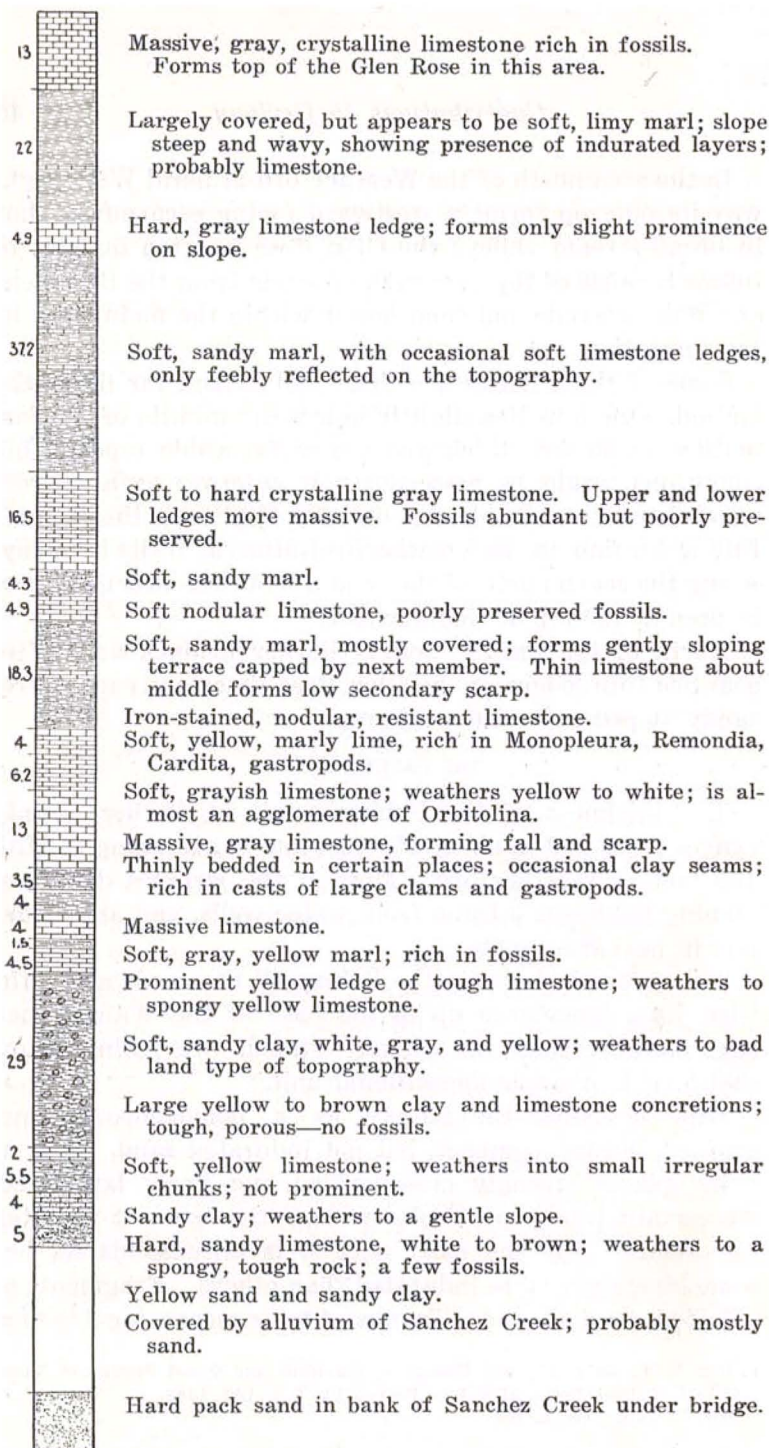 13
Massive, gray, crystalline limestone rich in fossils.
Forms top of the Glen Rose in this area.
22
Largely covered, but appears to be soft, limy marl; slope
steep and wavy, showing presence of indurated layers;
probably limestone.
4.9
Hard, gray limestone ledge; forms only slight prominence
on slope.
372
Soft, sandy marl, with occasional soft limestone ledges,
only feebly reflected on the topography.
16.5
Soft to hard crystalline gray limestone. Upper and lower
ledges more massive. Fossils abundant but poorly pre-
served.
4.3
Soft, sandy marl.
4.9
Soft nodular limestone, poorly preserved fossils.
18.3
Soft, sandy marl, mostly covered; forms gently sloping
terrace capped by next member. Thin limestone about
middle forms low secondary scarp.
Iron-stained, nodular, resistant limestone.
4
Soft, yellow, marly lime, rich in Monopleura, Remondia,
Cardita, gastropods.
6.2
Soft, grayish limestone; weathers yellow to white; is al-
most an agglomerate of Orbitolina.
13
Massive, gray limestone, forming fall and scarp.
Thinly bedded in certain places; occasional clay seams;
rich in casts of large clams and gastropods.
3.5
4
4
Massive limestone.
1.5
4.5
Soft, gray, yellow marl; rich in fossils.
Prominent yellow ledge of tough limestone; weathers to
spongy yellow limestone.
29
Soft, sandy clay, white, gray, and yellow; weathers to bad
land type of topography.
Large yellow to brown clay and limestone concretions;
tough, porous—no fossils.
2
5.5
Soft, yellow limestone; weathers into small irregular
chunks; not prominent.
4
Sandy clay; weathers to a gentle slope.
5
Hard, sandy limestone, white to brown; weathers to a
spongy, tough rock; a few fossils.
Yellow sand and sandy clay.
Covered by alluvium of Sanchez Creek; probably mostly
sand.
Hard pack sand in bank of Sanchez Creek under bridge.